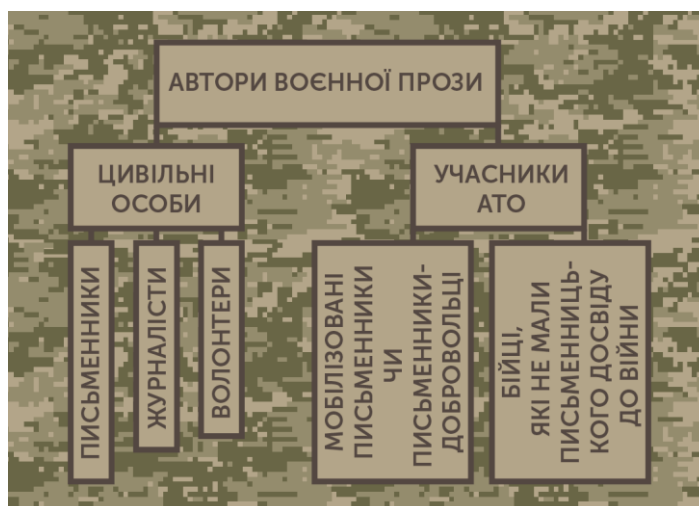 АВТОРИ ВОЄННОЇ ПРОЗИ
ЦИВІЛЬНІ
ОСОБИ
УЧАСНИКИ
АТО
ПИСЬМЕННИКИ
ЖУРНАЛІСТИ
ВОЛОНТЕРИ
МОБІЛІЗОВАНІ
ПИСЬМЕННИКИ
ЧИ
ПИСЬМЕННИКИ-
ДОБРОВОЛЬЦІ
БІЙЦІ,
ЯКІ НЕ МАЛИ
ПИСЬМЕННИЦЬ-
КОГО ДОСВІДУ
ДО ВІЙНИ